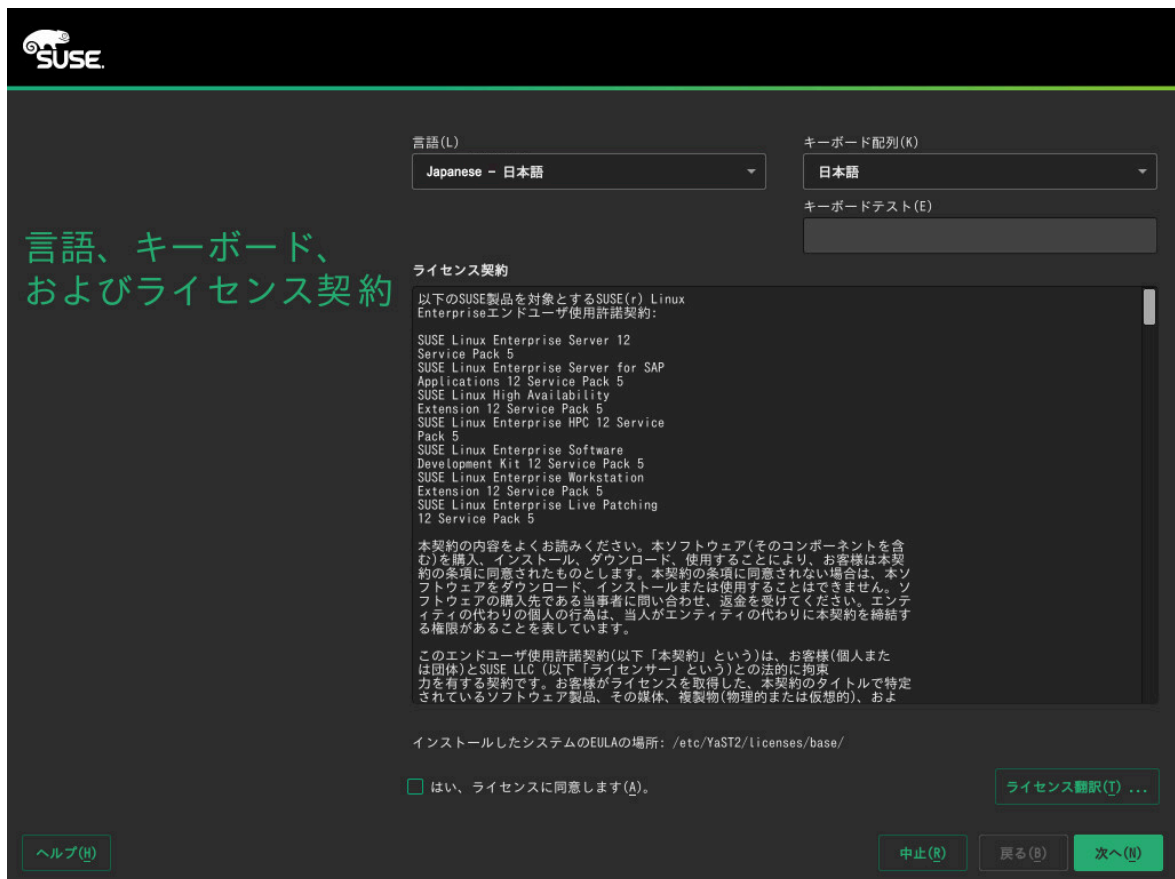 SUSE.
言語(L)
キーボード配列(K)
Japanese - 日本語
日本語
キーボードテスト(E)
言語、キーボード、
およびライセンス契約
ライセンス契約
以下のSUSE製品を対象とするSUSE(r) Linux
Enterpriseエンドユーザ使用許諾契約:
SUSE Linux Enterprise Server 12
Service Pack 5
SUSE Linux Enterprise Server for SAP
Applications 12 Service Pack 5
SUSE Linux High Availability
Extension 12 Service Pack 5
SUSE Linux Enterprise HPC 12 Service
Pack 5
SUSE Linux Enterprise Software
Development Kit 12 Service Pack 5
SUSE Linux Enterprise Workstation
Extension 12 Service Pack 5
SUSE Linux Enterprise Live Patching
12 Service Pack 5
本契約の内容をよくお読みください。本ソフトウェア(そのコンポーネントを含
む)を購入、インストール、ダウンロード、使用することにより、お客様は本契
約の条項に同意されたものとします。本契約の条項に同意されない場合は、本ソ
フトウェアをダウンロード、インストールまたは使用することはできません。ソ
フトウェアの購入先である当事者に問い合わせ、返金を受けてください。エンテ
ィティの代わりの個人の行為は、当人がエンティティの代わりに本契約を締結す
る権限があることを表しています。
このエンドユーザ使用許諾契約(以下「本契約」という)は、お客様(個人また
は団体)とSUSE LLC (以下「ライセンサー」という)との法的に拘束
力を有する契約です。お客様がライセンスを取得した、本契約のタイトルで特定
されているソフトウェア製品、その媒体、複製物(物理的または仮想的)、およ
インストールしたシステムのEULAの場所: /etc/YaST2/licenses/base/
はい、ライセンスに同意します(A)。
ライセンス翻訳(T) ...
ヘルプ(H)
中止(R)
戻る(B)
次へ(N)